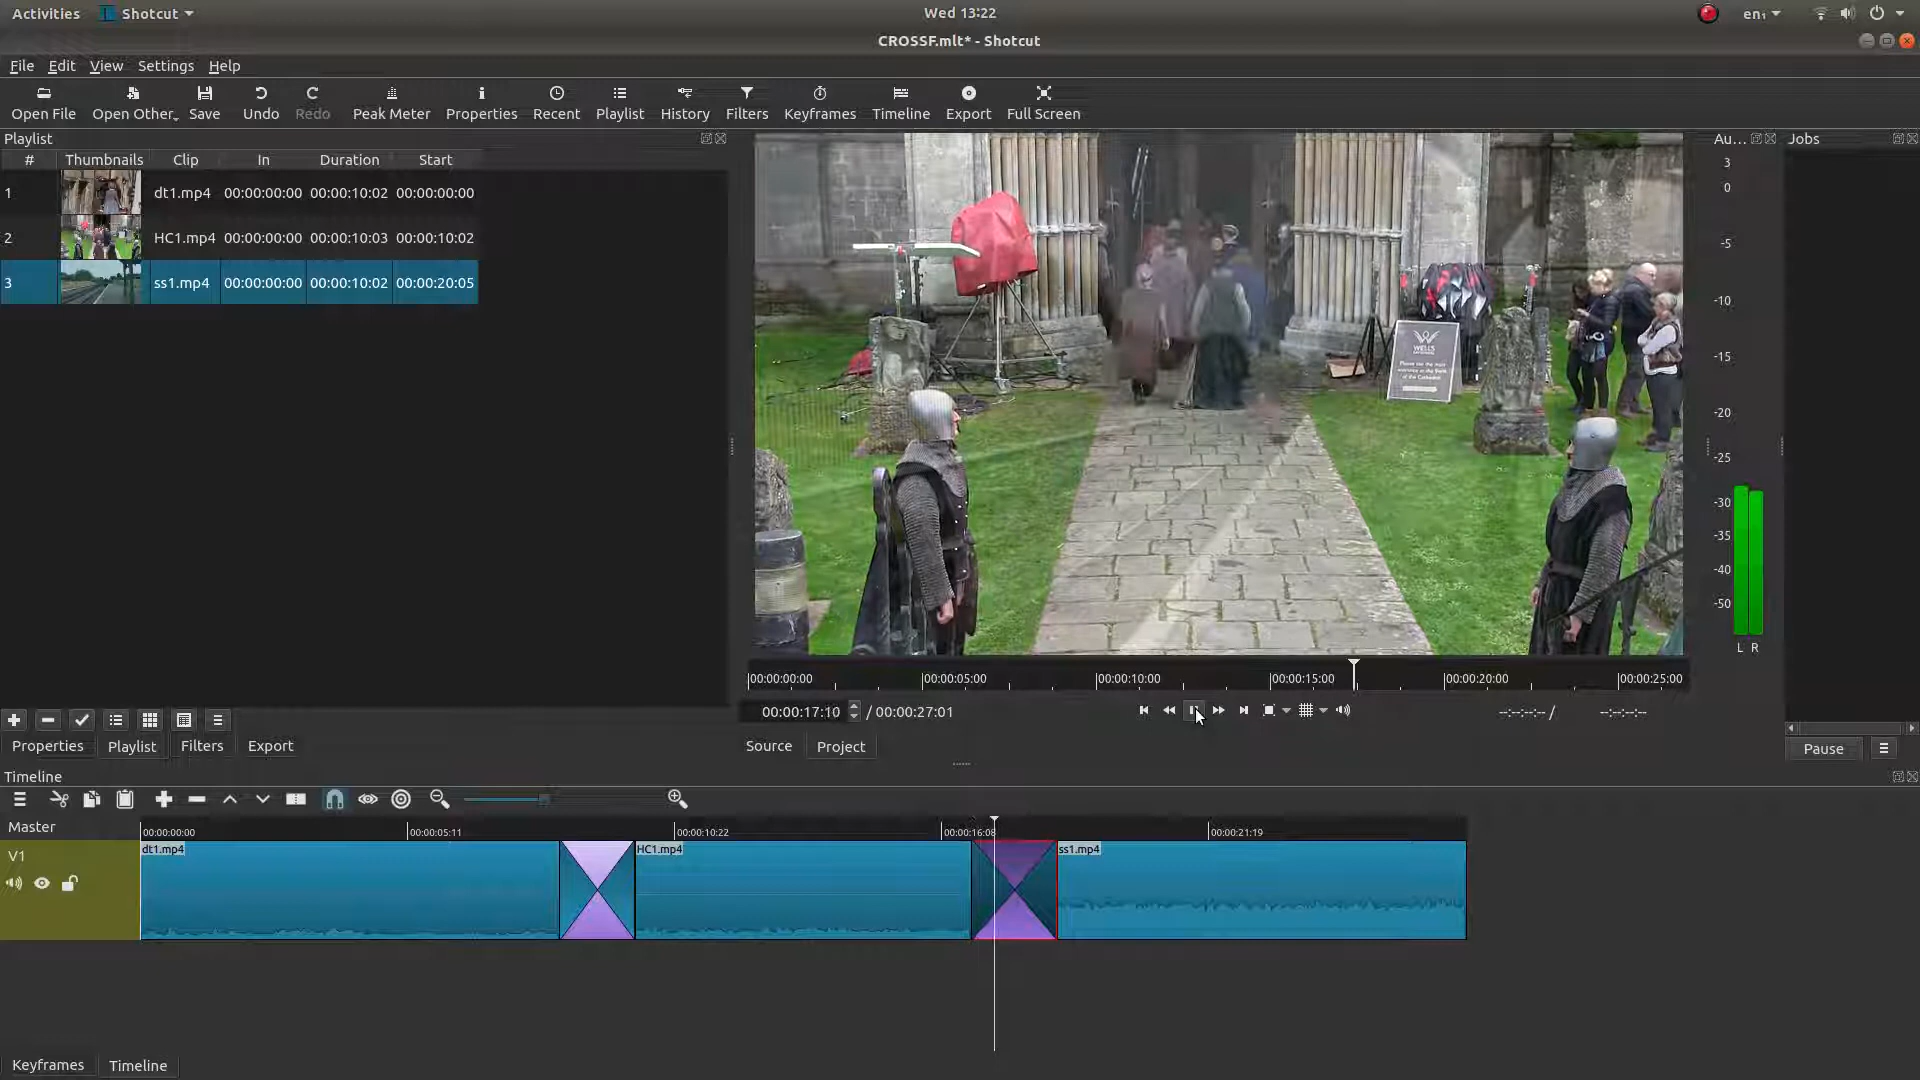 Activities Shotcut Wed 13:22 en₁
CROSSF.mlt* - Shotcut
File Edit View Settings Help
Open File Open Other.. Save Undo Redo Peak Meter Properties Recent Playlist History Filters Keyframes Timeline Export Full Screen
Playlist Au... Jobs
# Thumbnails Clip In Duration Start
1 dt1.mp4 00:00:00:00 00:00:10:02 00:00:00:00
2 HC1.mp4 00:00:00:00 00:00:10:03 00:00:10:02
3 ss1.mp4 00:00:00:00 00:00:10:02 00:00:20:05
WELLS
3
0
-5
-10
-15
-20
-25
-30
-35
-40
-50
L R
00:00:00:00 00:00:05:00 00:00:10:00 00:00:15:00 00:00:20:00 00:00:25:00
00:00:17:10 / 00:00:27:01 --:--:--:-- / --:--:--:--
Properties Playlist Filters Export Source Project Pause
Timeline
Master 00:00:00:00 00:00:05:11 00:00:10:22 00:00:16:08 00:00:21:19
V1 dt1.mp4 HC1.mp4 ss1.mp4
Keyframes Timeline